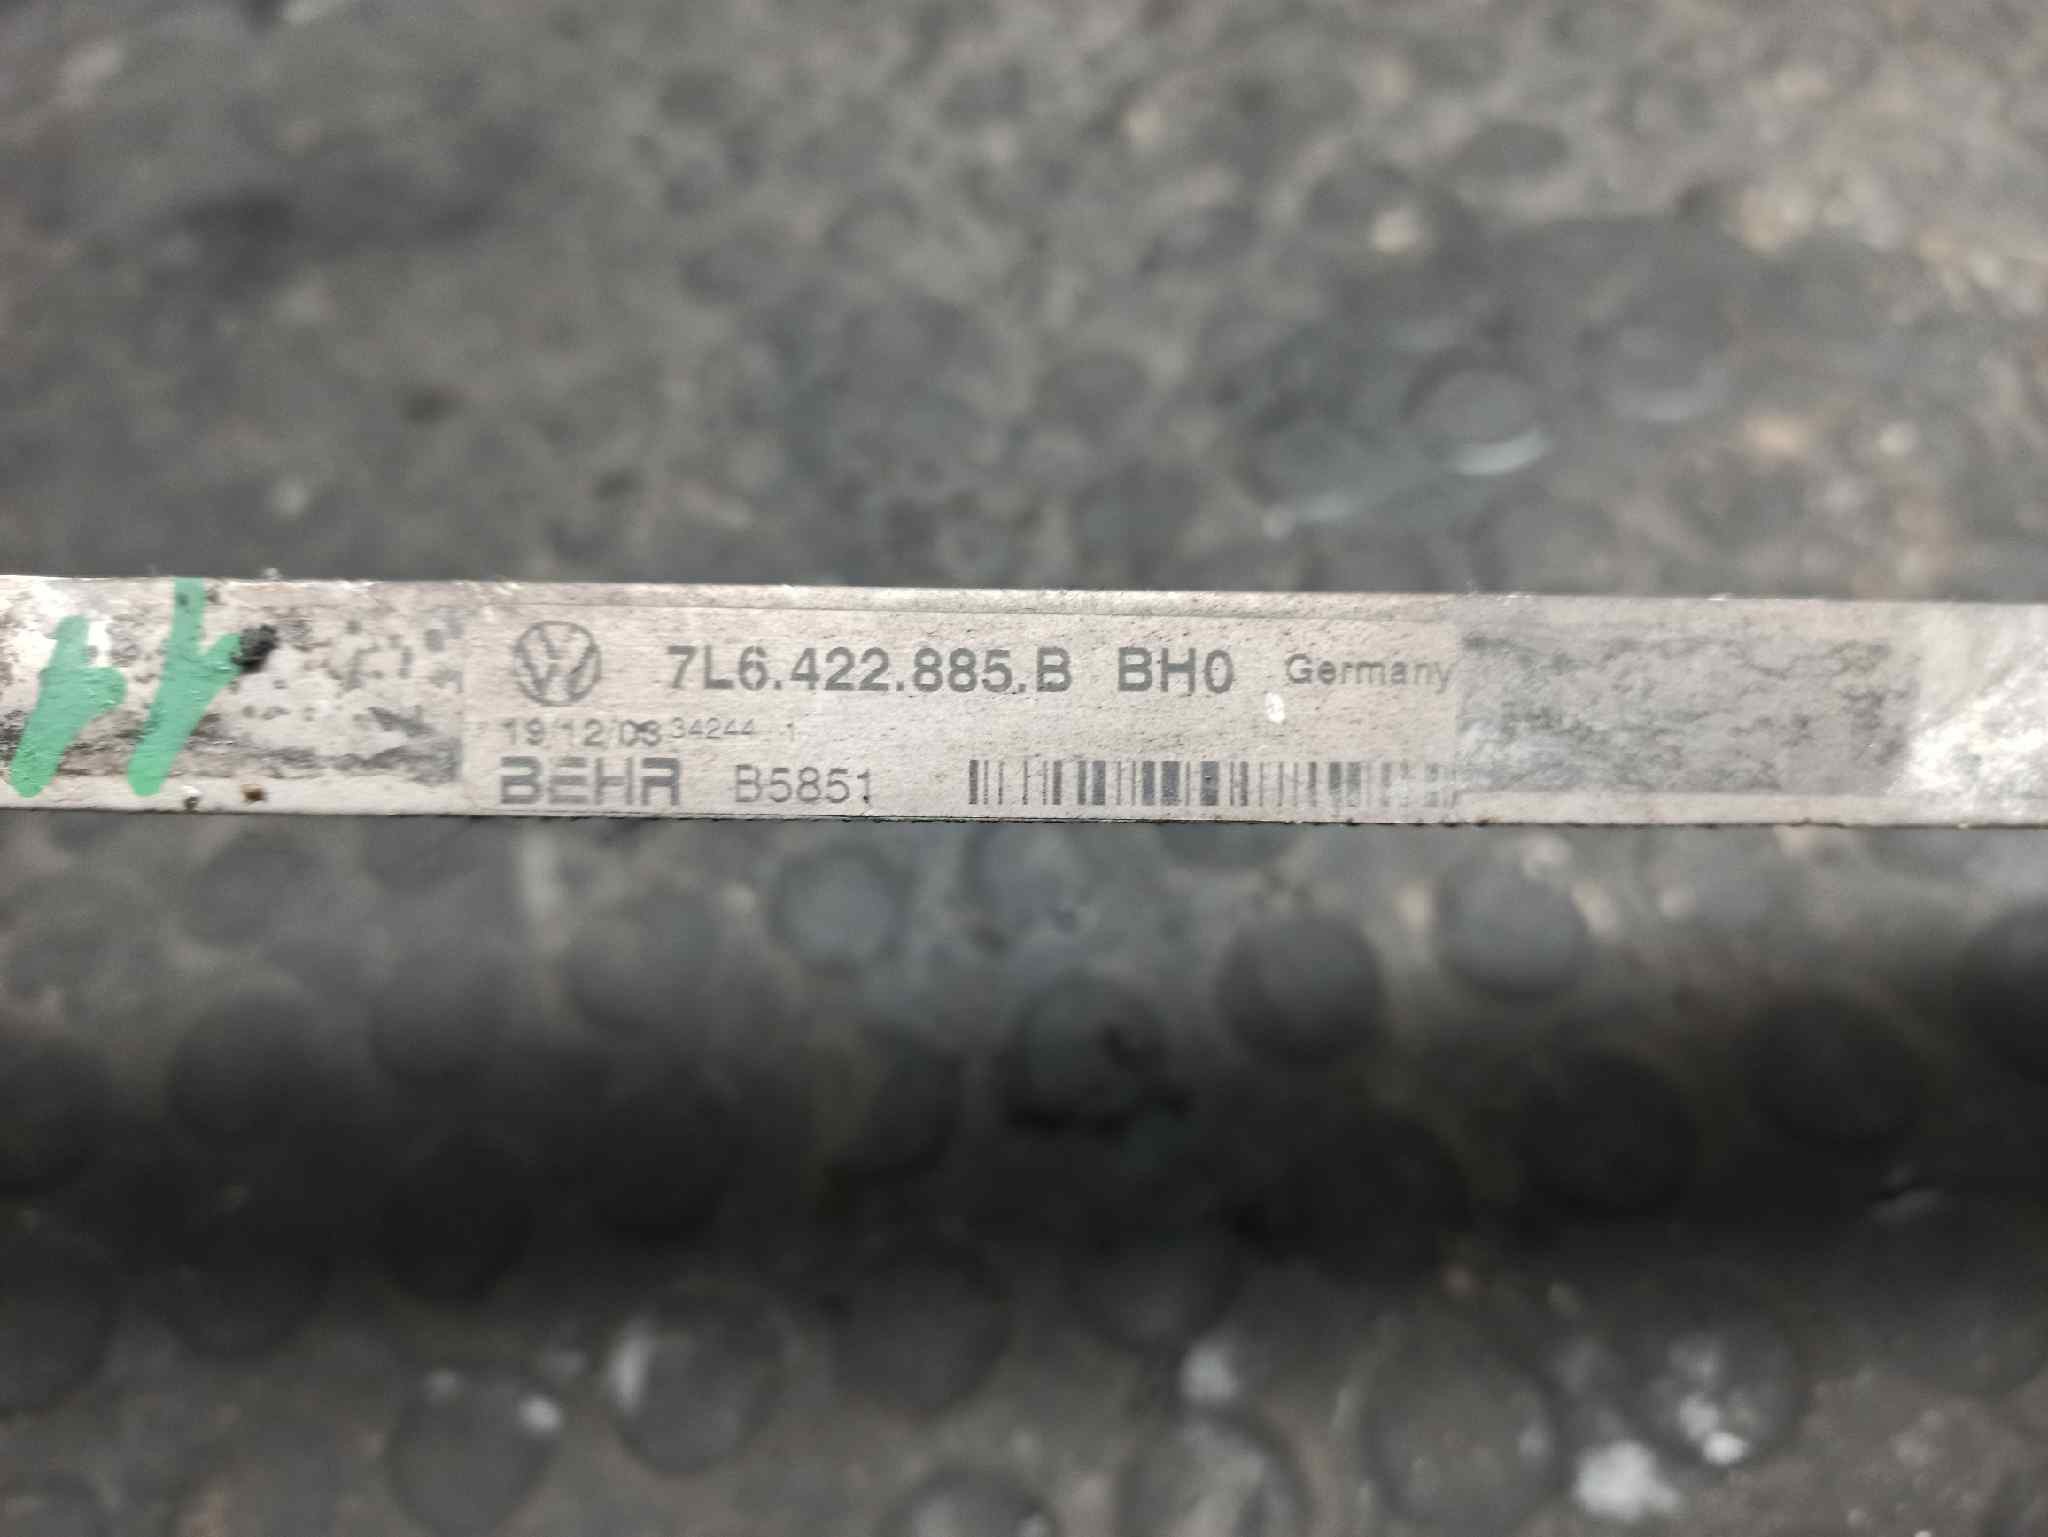 7L6.422.885.B BH0 Germany
19/12/03 34244 1
BEHR B5851